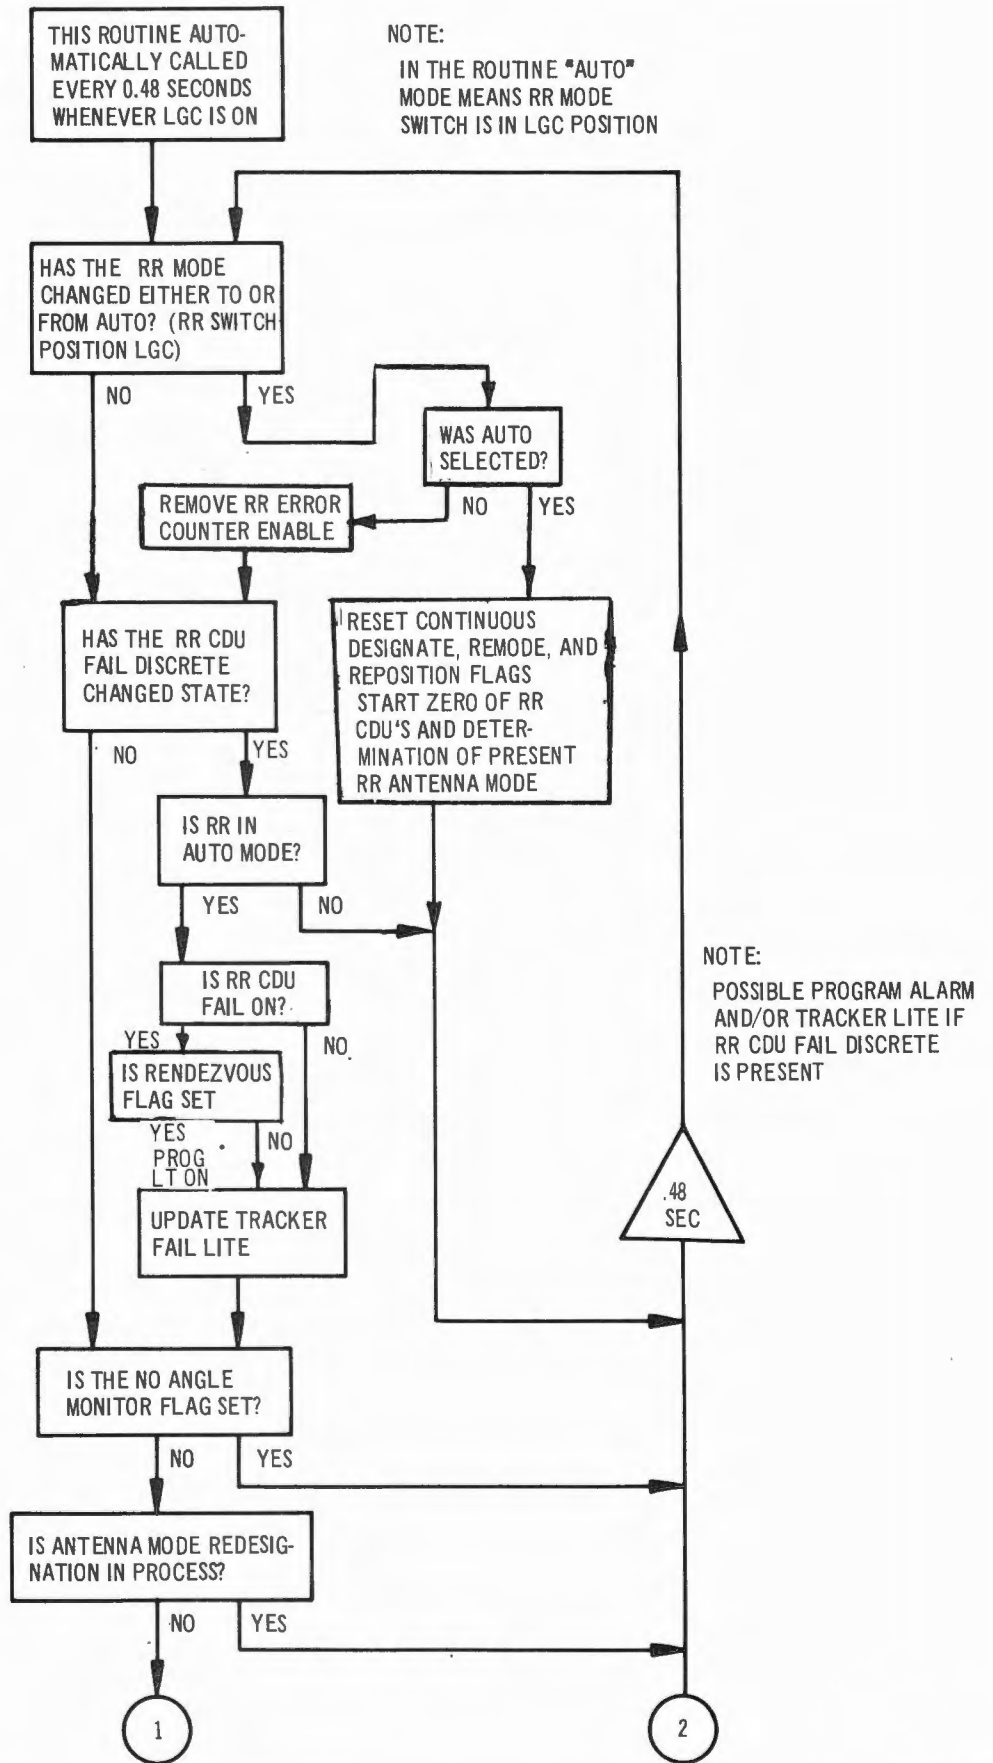 THIS ROUTINE AUTO-
MATICALLY CALLED
EVERY 0.48 SECONDS
WHENEVER LGC IS ON
NOTE:
IN THE ROUTINE "AUTO"
MODE MEANS RR MODE
SWITCH IS IN LGC POSITION
HAS THE RR MODE
CHANGED EITHER TO OR
FROM AUTO? (RR SWITCH
POSITION LGC)
NO
YES
WAS AUTO
SELECTED?
NO
YES
REMOVE RR ERROR
COUNTER ENABLE
RESET CONTINUOUS
DESIGNATE, REMODE, AND
REPOSITION FLAGS
START ZERO OF RR
CDU'S AND DETER-
MINATION OF PRESENT
RR ANTENNA MODE
HAS THE RR CDU
FAIL DISCRETE
CHANGED STATE?
NO
YES
IS RR IN
AUTO MODE?
YES
NO
IS RR CDU
FAIL ON?
YES
NO
IS RENDEZVOUS
FLAG SET
YES
PROG
LT ON
NO
UPDATE TRACKER
FAIL LITE
NOTE:
POSSIBLE PROGRAM ALARM
AND/OR TRACKER LITE IF
RR CDU FAIL DISCRETE
IS PRESENT
.48
SEC
IS THE NO ANGLE
MONITOR FLAG SET?
NO
YES
IS ANTENNA MODE REDESIG-
NATION IN PROCESS?
NO
YES
1
2